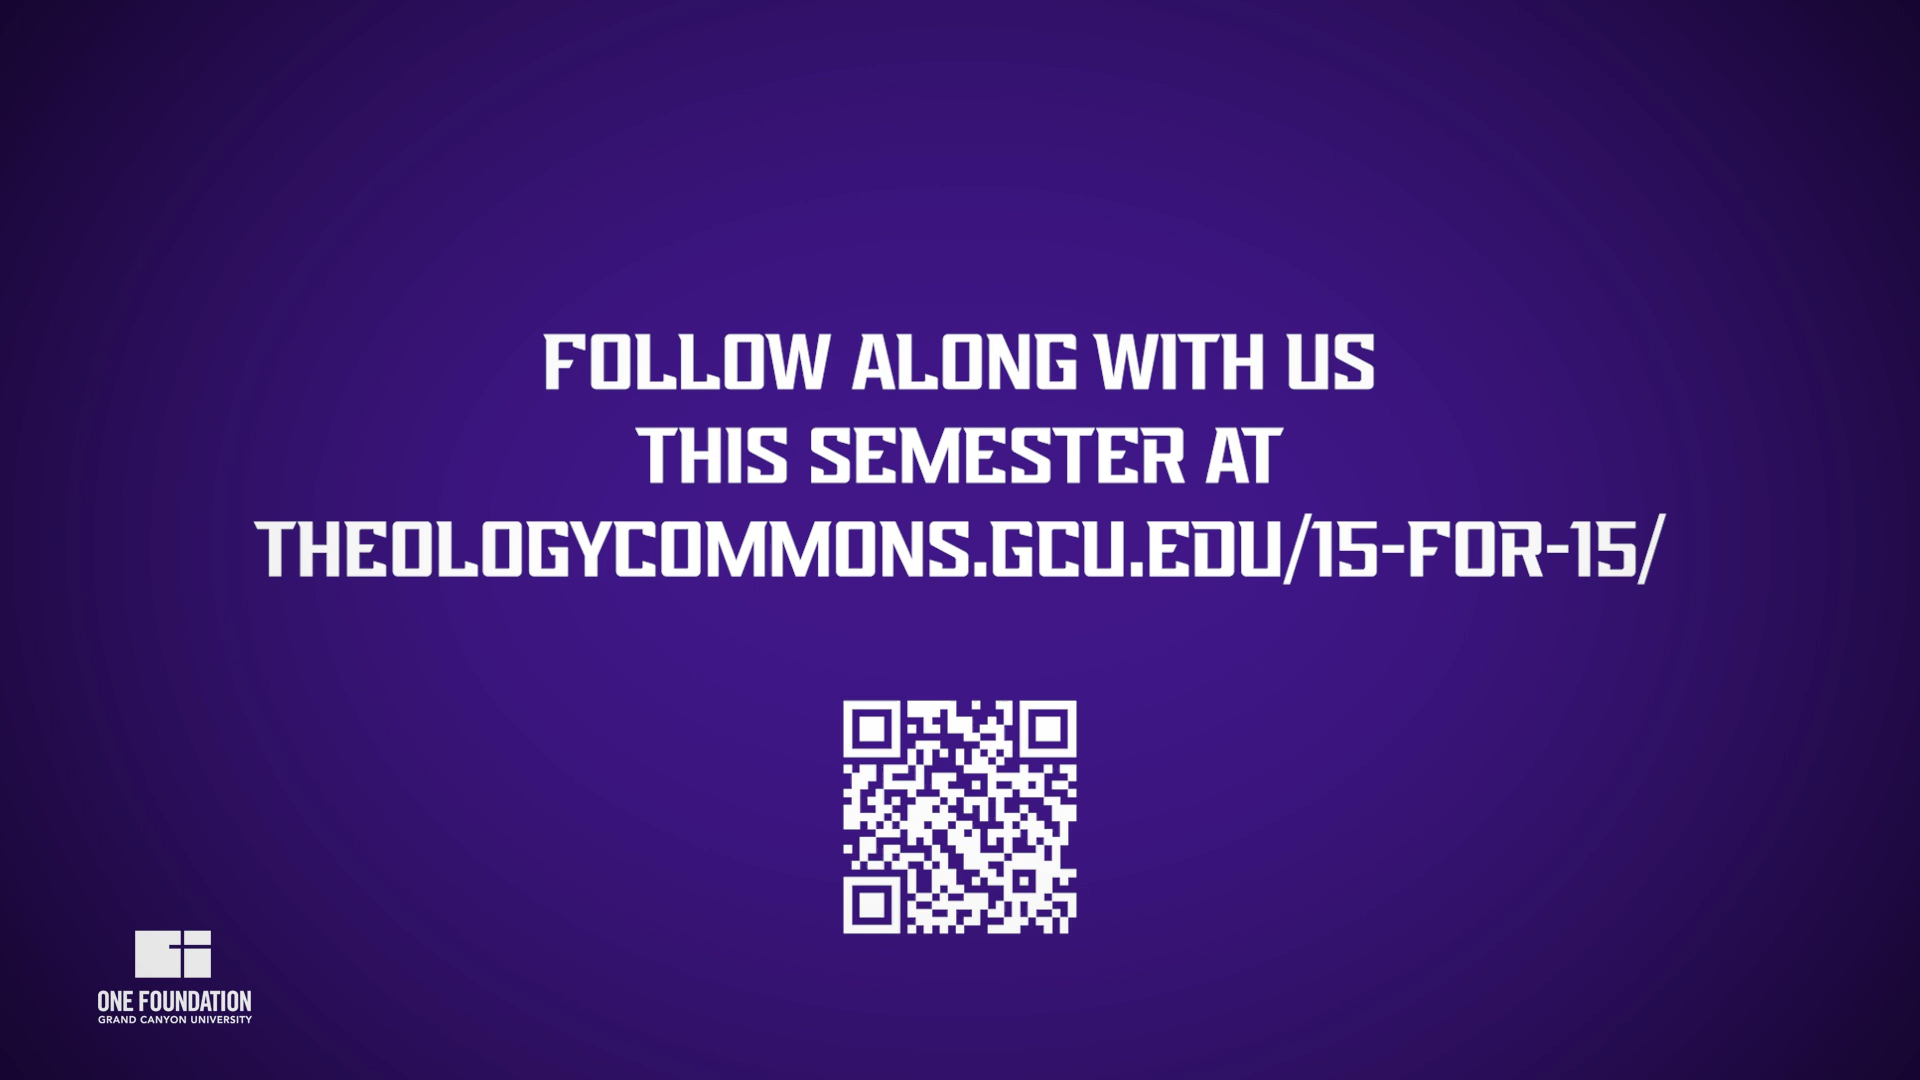 FOLLOW ALONG WITH US
THIS SEMESTER AT
THEOLOGYCOMMONS.GCU.EDU/15-FOR-15/
ONE FOUNDATION
GRAND CANYON UNIVERSITY